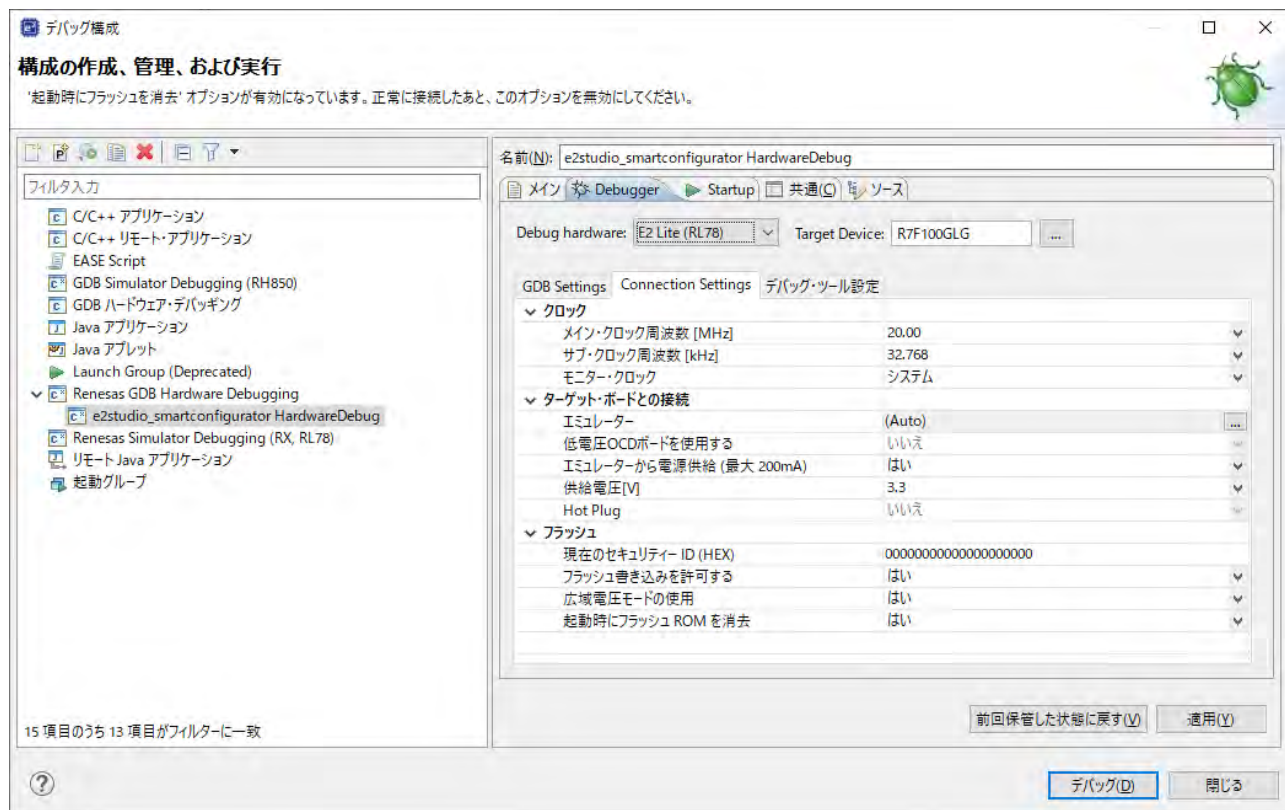 デバッグ構成
構成の作成、管理、および実行
'起動時にフラッシュを消去' オプションが有効になっています。正常に接続したあと、このオプションを無効にしてください。
フィルタ入力
C/C++ アプリケーション
C/C++ リモート・アプリケーション
EASE Script
GDB Simulator Debugging (RH850)
GDB ハードウェア・デバッギング
Java アプリケーション
Java アプレット
Launch Group (Deprecated)
Renesas GDB Hardware Debugging
e2studio_smartconfigurator HardwareDebug
Renesas Simulator Debugging (RX, RL78)
リモート Java アプリケーション
起動グループ
15 項目のうち 13 項目がフィルターに一致
名前(N): e2studio_smartconfigurator HardwareDebug
メイン Debugger Startup 共通(C) ソース
Debug hardware: E2 Lite (RL78) Target Device: R7F100GLG ...
GDB Settings Connection Settings デバッグ・ツール設定
クロック
メイン・クロック周波数 [MHz] 20.00
サブ・クロック周波数 [kHz] 32.768
モニター・クロック システム
ターゲット・ボードとの接続
エミュレーター (Auto) ...
低電圧OCDボードを使用する いいえ
エミュレーターから電源供給 (最大 200mA) はい
供給電圧[V] 3.3
Hot Plug いいえ
フラッシュ
現在のセキュリティー ID (HEX) 00000000000000000000
フラッシュ書き込みを許可する はい
広域電圧モードの使用 はい
起動時にフラッシュ ROM を消去 はい
前回保管した状態に戻す(V) 適用(Y)
デバッグ(D) 閉じる